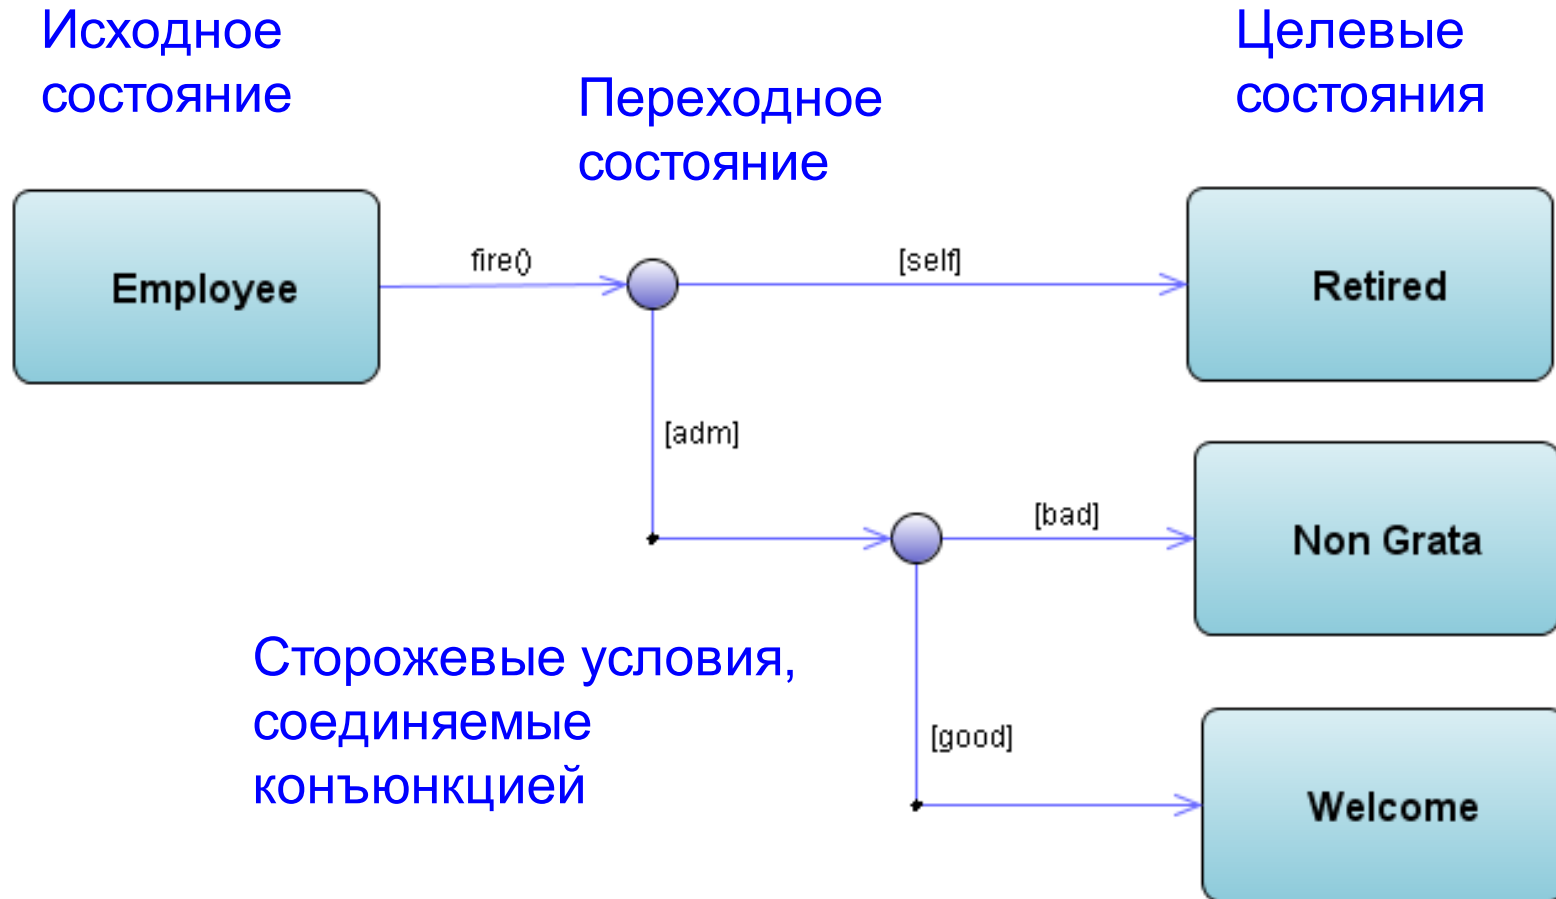 Исходное
состояние
Переходное
состояние
Целевые
состояния
Employee
fire()
[self]
Retired
[adm]
[bad]
Non Grata
Сторожевые условия,
соединяемые
конъюнкцией
[good]
Welcome